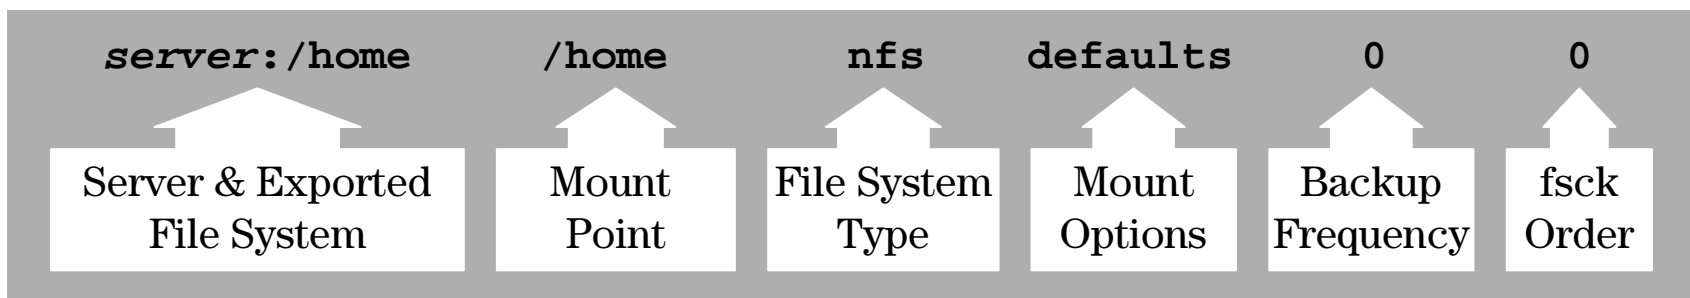 server:/home /home nfs defaults 0 0
Server & Exported File System
Mount Point
File System Type
Mount Options
Backup Frequency
fsck Order